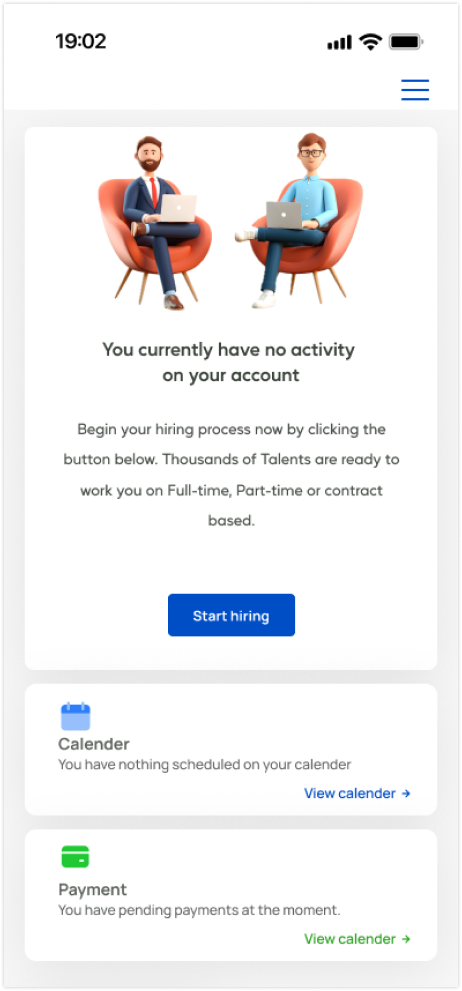 19:02
You currently have no activity
on your account
Begin your hiring process now by clicking the
button below. Thousands of Talents are ready to
work you on Full-time, Part-time or contract
based.
Start hiring
Calender
You have nothing scheduled on your calender
View calender →
Payment
You have pending payments at the moment.
View calender →